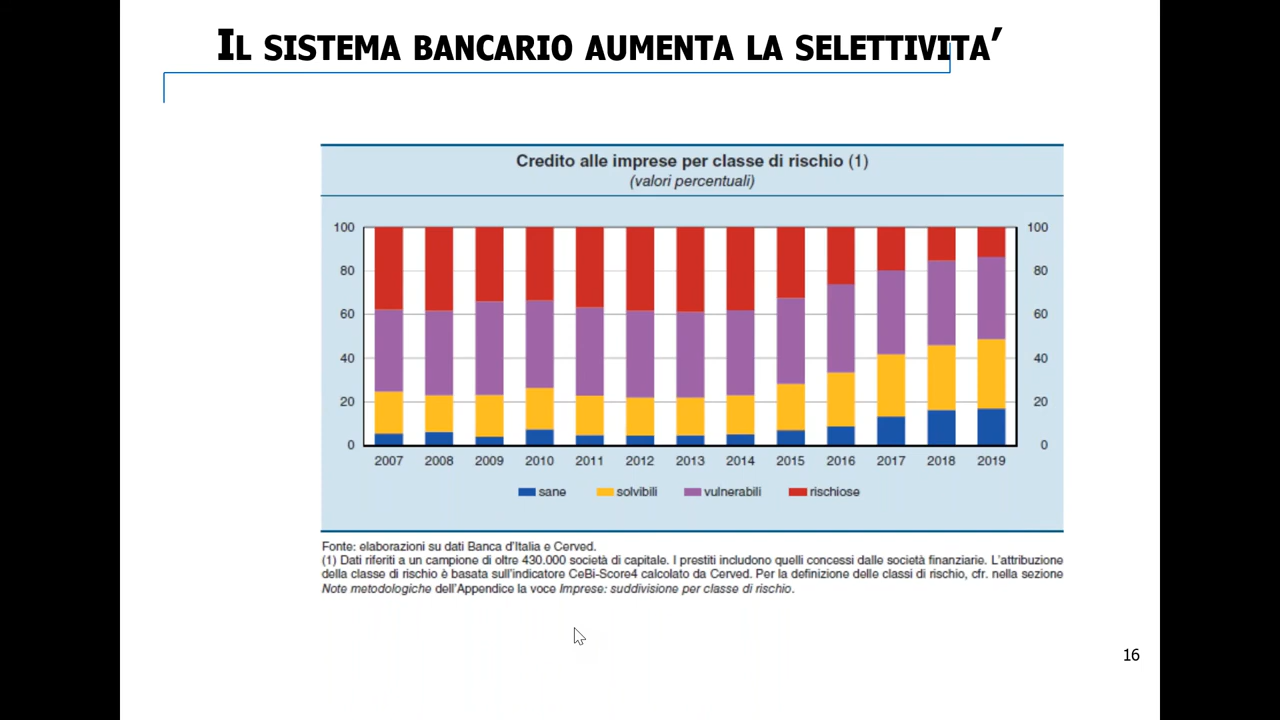 IL SISTEMA BANCARIO AUMENTA LA SELETTIVITA’
Credito alle imprese per classe di rischio (1)
(valori percentuali)
100 100
80 80
60 60
40 40
20 20
0 0
2007 2008 2009 2010 2011 2012 2013 2014 2015 2016 2017 2018 2019
sane solvibili vulnerabili rischiose
Fonte: elaborazioni su dati Banca d’Italia e Cerved.
(1) Dati riferiti a un campione di oltre 430.000 società di capitale. I prestiti includono quelli concessi dalle società finanziarie. L’attribuzione
della classe di rischio è basata sull’indicatore CeBi-Score4 calcolato da Cerved. Per la definizione delle classi di rischio, cfr. nella sezione
Note metodologiche dell’Appendice la voce Imprese: suddivisione per classe di rischio.
16